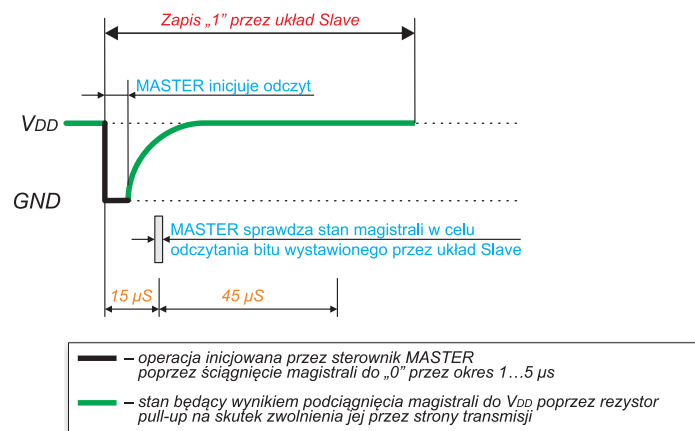 Zapis „1” przez układ Slave
MASTER inicjuje odczyt
VDD
GND
MASTER sprawdza stan magistrali w celu
odczytania bitu wystawionego przez układ Slave
15 µS
45 µS
– operacja inicjowana przez sterownik MASTER
poprzez ściągnięcie magistrali do „0” przez okres 1…5 µs
– stan będący wynikiem podciągnięcia magistrali do VDD poprzez rezystor
pull-up na skutek zwolnienia jej przez strony transmisji